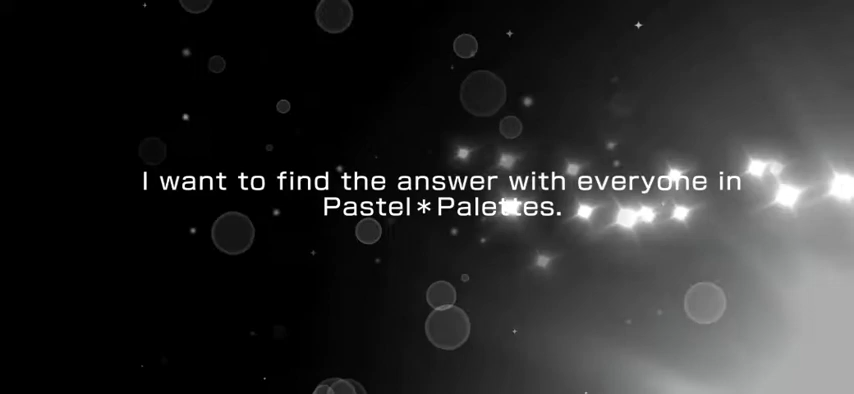 I want to find the answer with everyone in
Pastel＊Palettes.